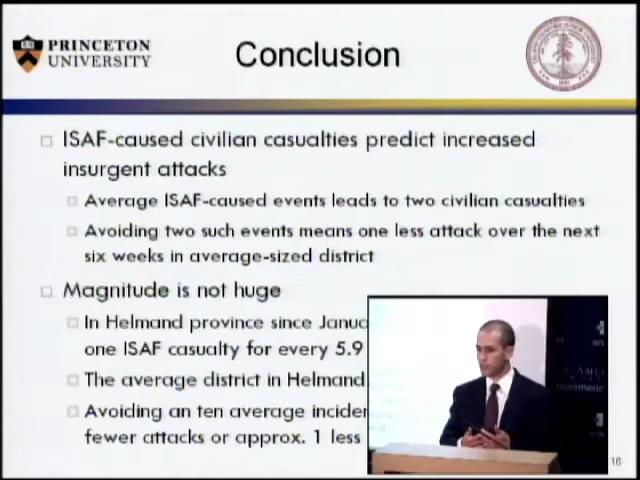 PRINCETON
UNIVERSITY
Conclusion
ISAF-caused civilian casualties predict increased
insurgent attacks
Average ISAF-caused events leads to two civilian casualties
Avoiding two such events means one less attack over the next
six weeks in average-sized district
Magnitude is not huge
In Helmand province since Janua
one ISAF casualty for every 5.9
The average district in Helmand
Avoiding an ten average inciden
fewer attacks or approx. 1 less
16